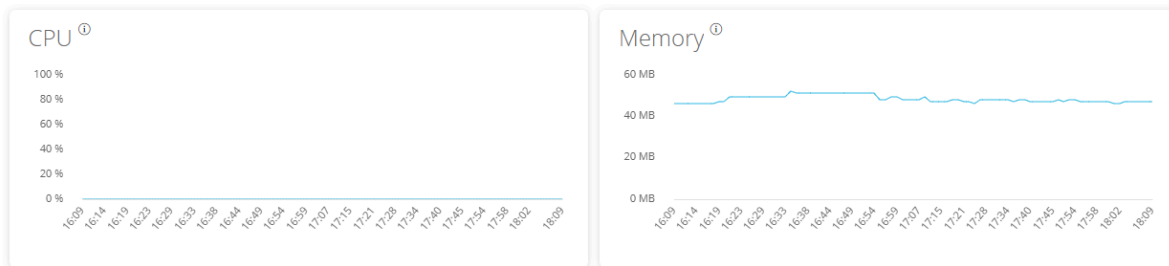 CPU ⓘ
100 %
80 %
60 %
40 %
20 %
0 %
16:09 16:14 16:19 16:23 16:29 16:33 16:38 16:44 16:49 16:54 16:59 17:07 17:15 17:21 17:28 17:34 17:40 17:45 17:54 17:58 18:02 18:09
Memory ⓘ
60 MB
40 MB
20 MB
0 MB
16:09 16:14 16:19 16:23 16:29 16:33 16:38 16:44 16:49 16:54 16:59 17:07 17:15 17:21 17:28 17:34 17:40 17:45 17:54 17:58 18:02 18:09